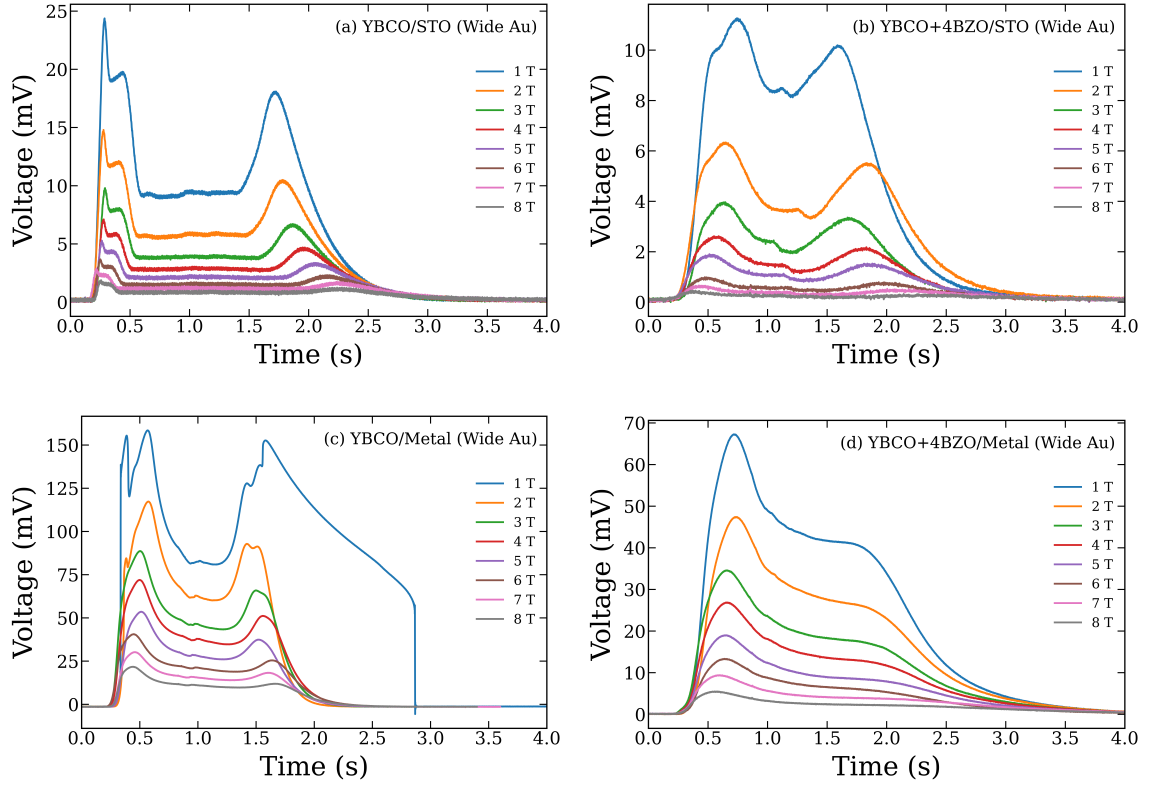 (a) YBCO/STO (Wide Au)
Voltage (mV)
25
20
15
10
5
0
1 T
2 T
3 T
4 T
5 T
6 T
7 T
8 T
0.0 0.5 1.0 1.5 2.0 2.5 3.0 3.5 4.0
Time (s)
(b) YBCO+4BZO/STO (Wide Au)
Voltage (mV)
10
8
6
4
2
0
1 T
2 T
3 T
4 T
5 T
6 T
7 T
8 T
0.0 0.5 1.0 1.5 2.0 2.5 3.0 3.5 4.0
Time (s)
(c) YBCO/Metal (Wide Au)
Voltage (mV)
150
125
100
75
50
25
0
1 T
2 T
3 T
4 T
5 T
6 T
7 T
8 T
0.0 0.5 1.0 1.5 2.0 2.5 3.0 3.5 4.0
Time (s)
(d) YBCO+4BZO/Metal (Wide Au)
Voltage (mV)
70
60
50
40
30
20
10
0
1 T
2 T
3 T
4 T
5 T
6 T
7 T
8 T
0.0 0.5 1.0 1.5 2.0 2.5 3.0 3.5 4.0
Time (s)